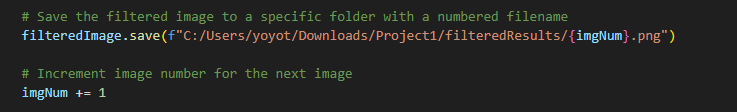 # Save the filtered image to a specific folder with a numbered filename
filteredImage.save(f"C:/Users/yoyot/Downloads/Project1/filteredResults/{imgNum}.png")
# Increment image number for the next image
imgNum += 1